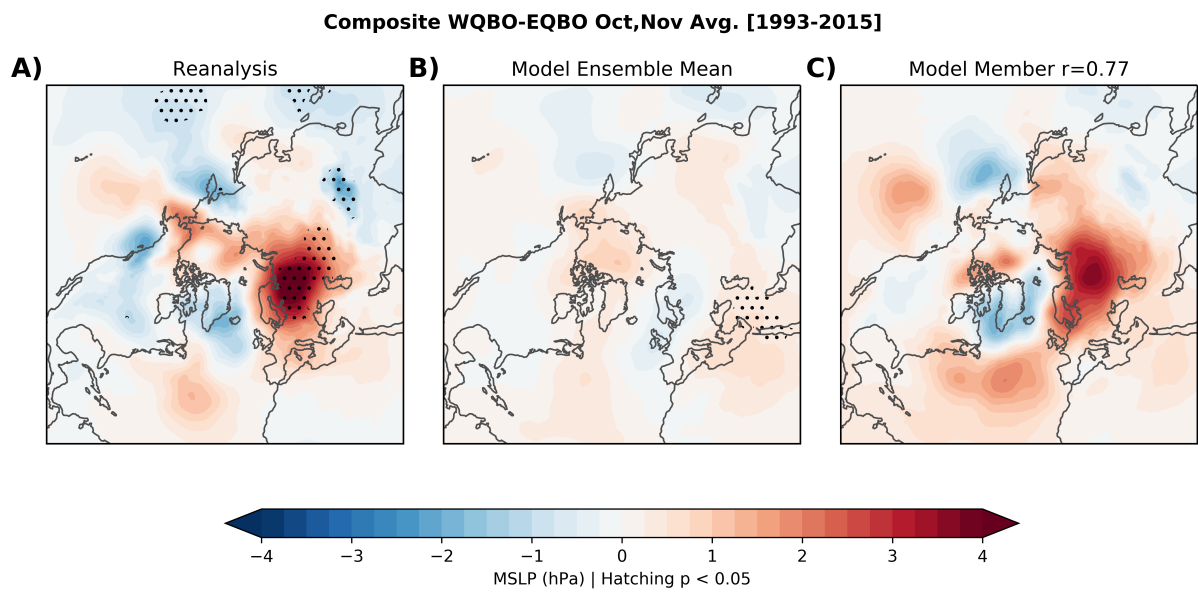 Composite WQBO-EQBO Oct,Nov Avg. [1993-2015]
A) Reanalysis
B) Model Ensemble Mean
C) Model Member r=0.77
−4 −3 −2 −1 0 1 2 3 4
MSLP (hPa) | Hatching p < 0.05